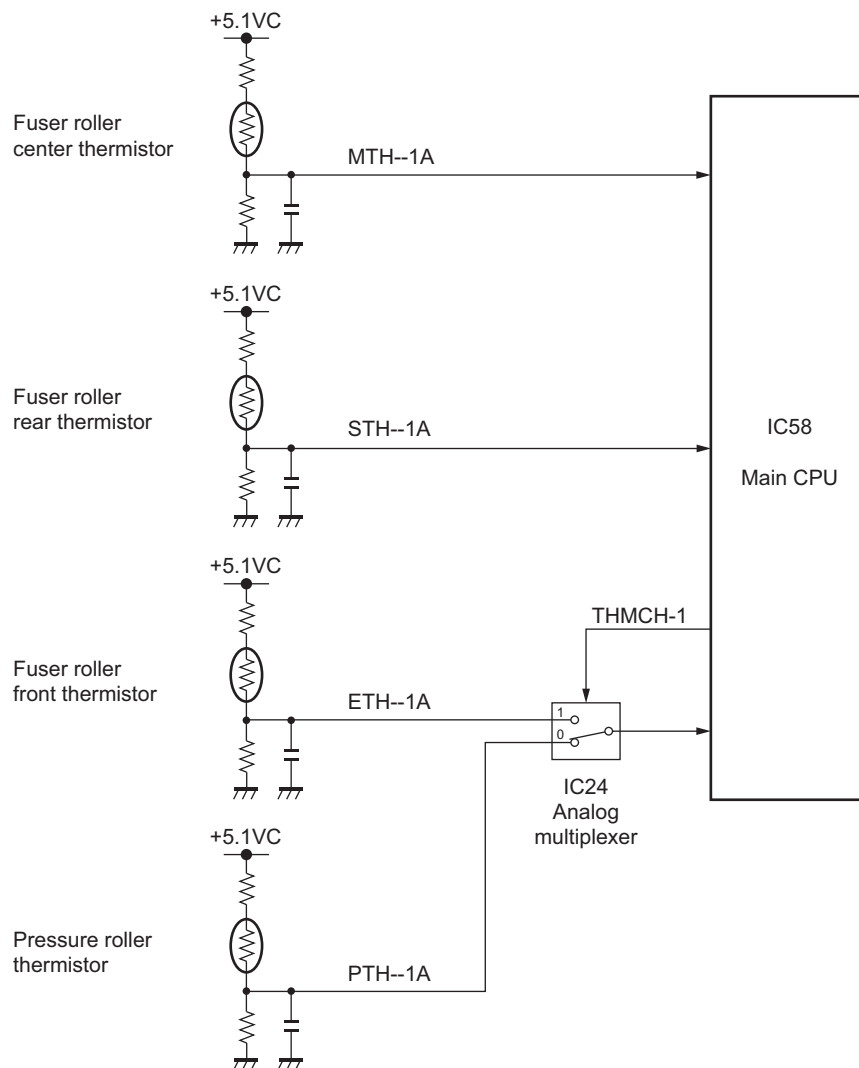 +5.1VC
Fuser roller
center thermistor
MTH--1A
+5.1VC
Fuser roller
rear thermistor
STH--1A
IC58
Main CPU
+5.1VC
THMCH-1
Fuser roller
front thermistor
ETH--1A
1
0
IC24
Analog
multiplexer
+5.1VC
Pressure roller
thermistor
PTH--1A